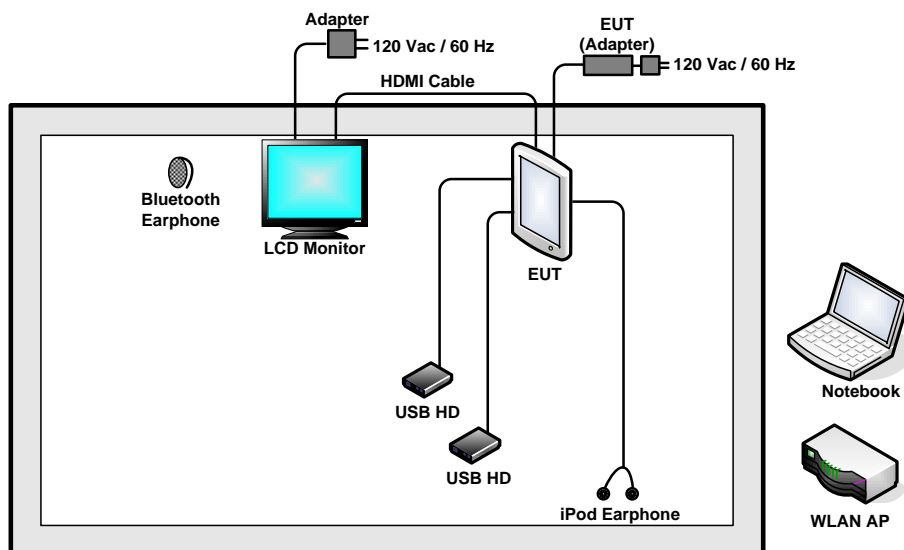 Adapter
120 Vac / 60 Hz
EUT
(Adapter)
120 Vac / 60 Hz
HDMI Cable
Bluetooth
Earphone
LCD Monitor
EUT
Notebook
USB HD
USB HD
iPod Earphone
WLAN AP